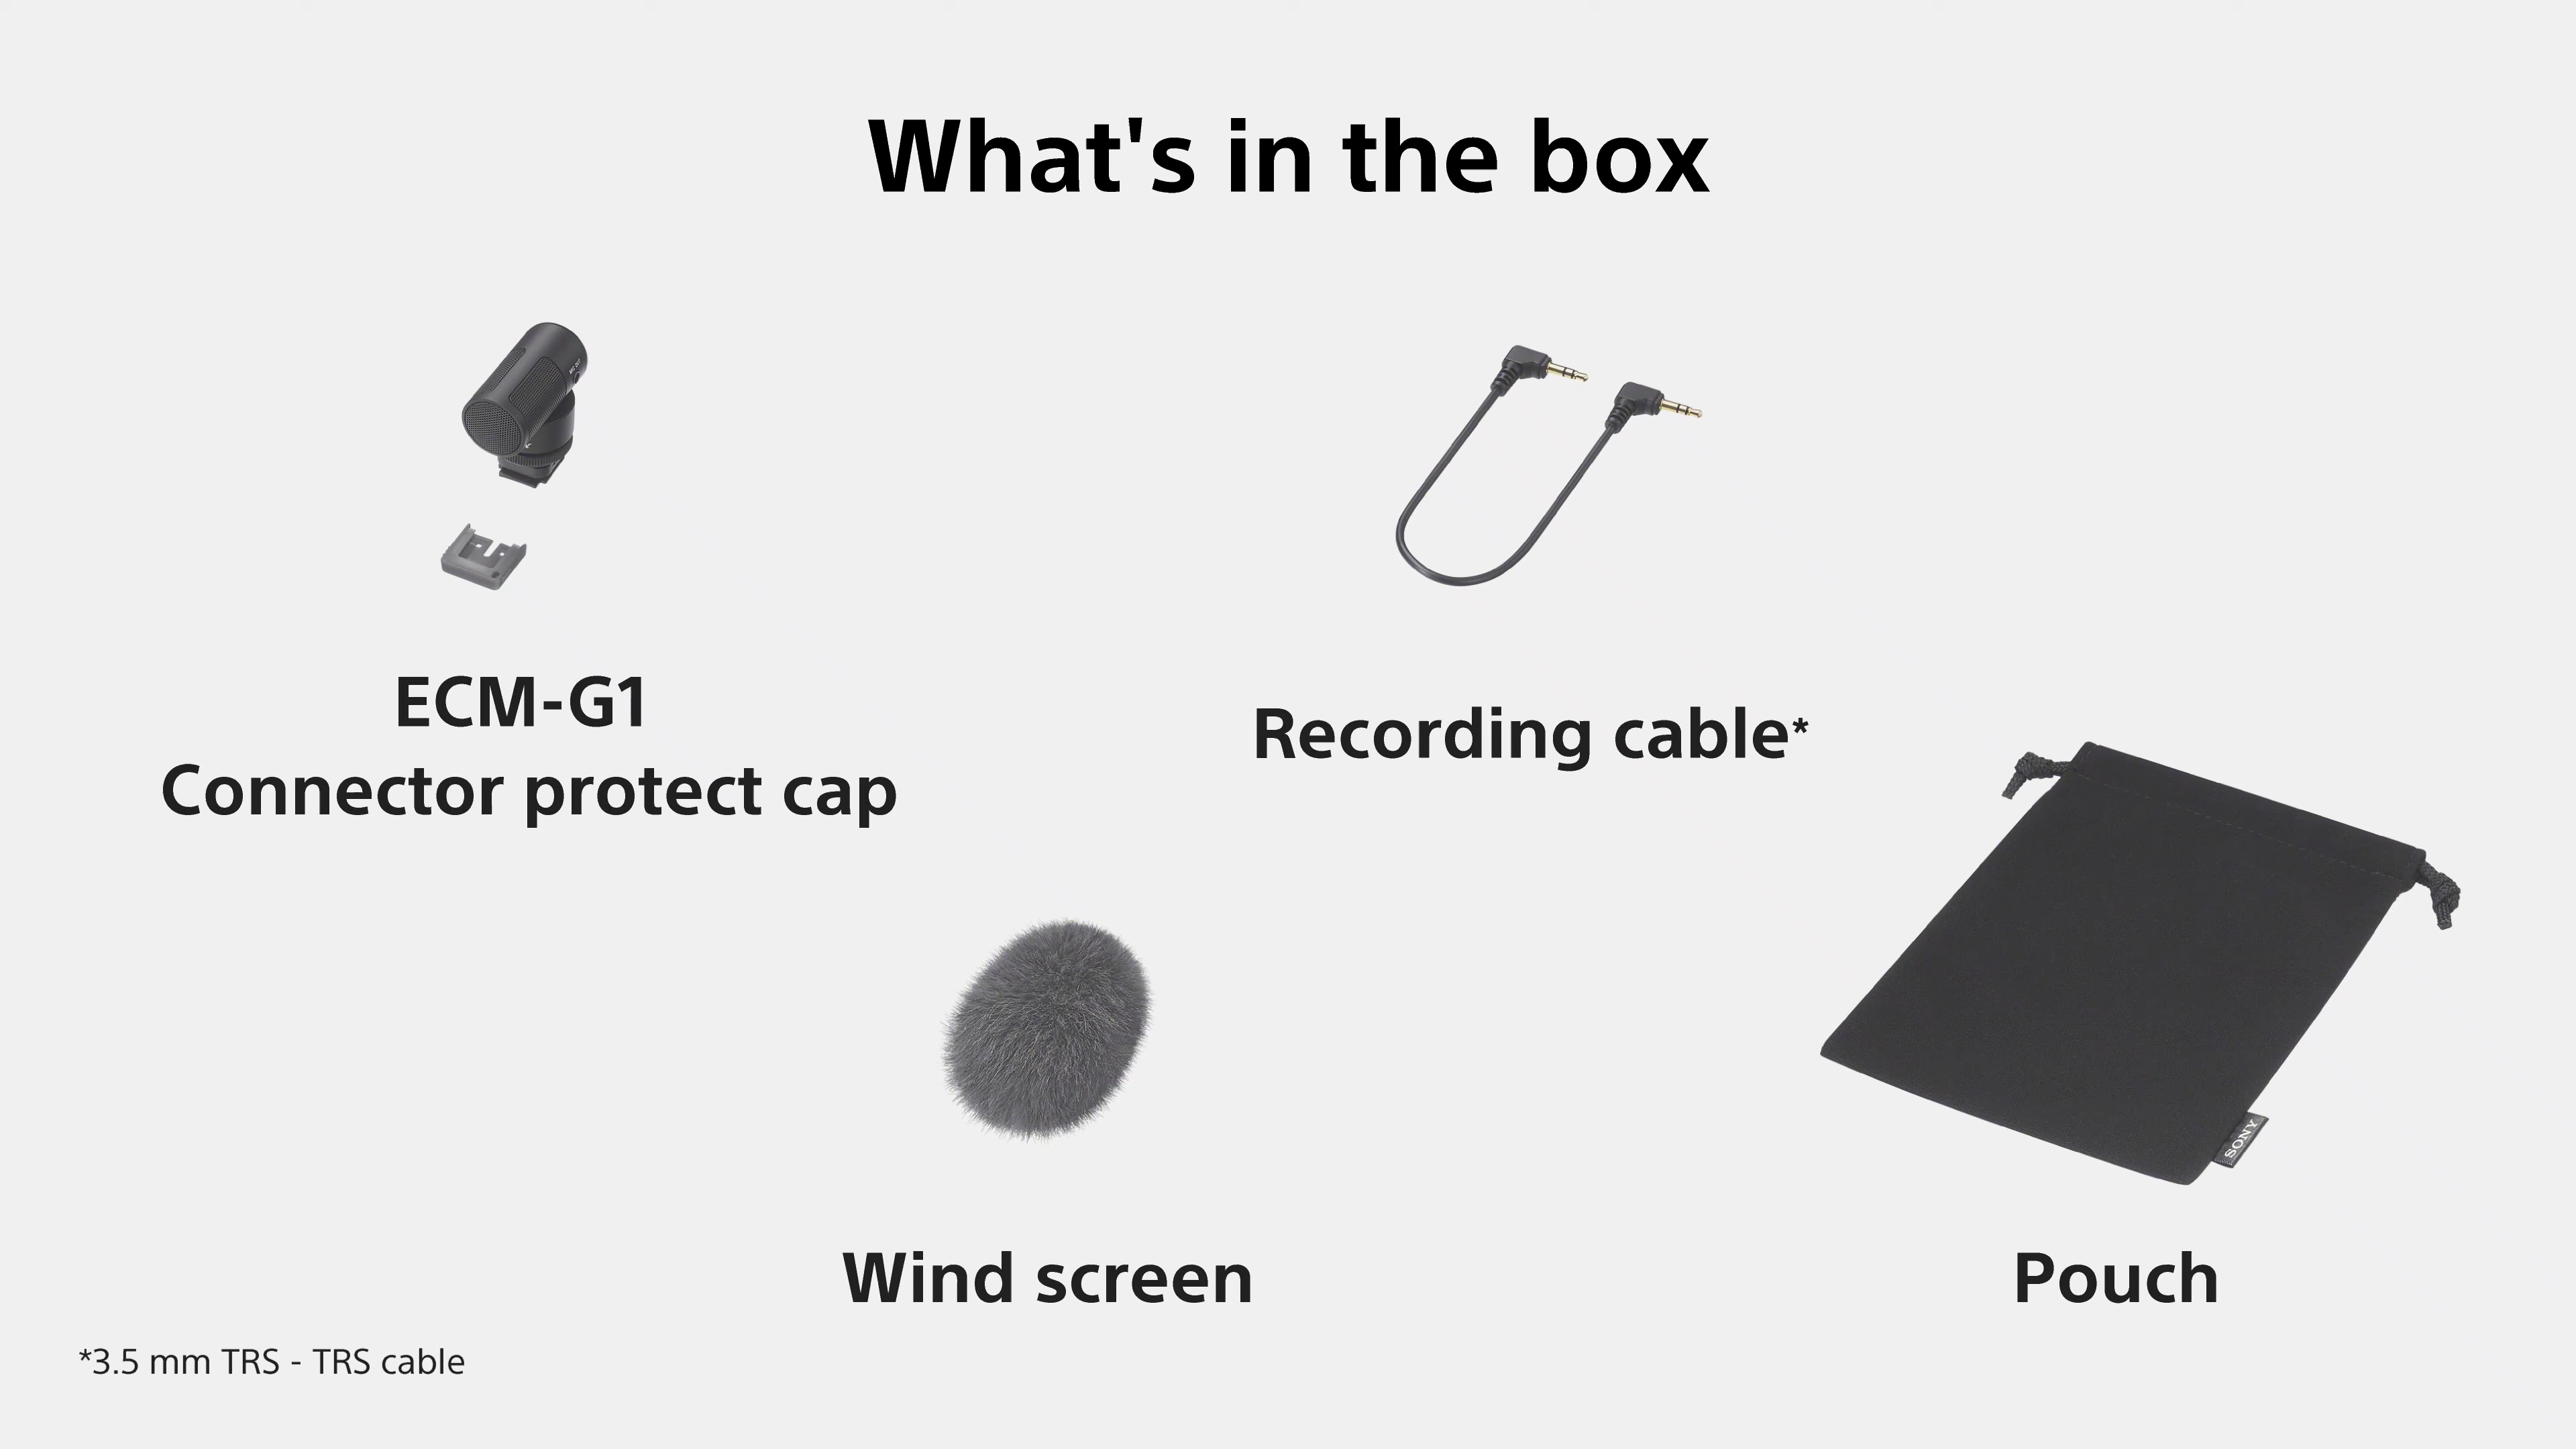 What's in the box
ECM-G1
Connector protect cap
Recording cable*
Wind screen
SONY
Pouch
*3.5 mm TRS - TRS cable